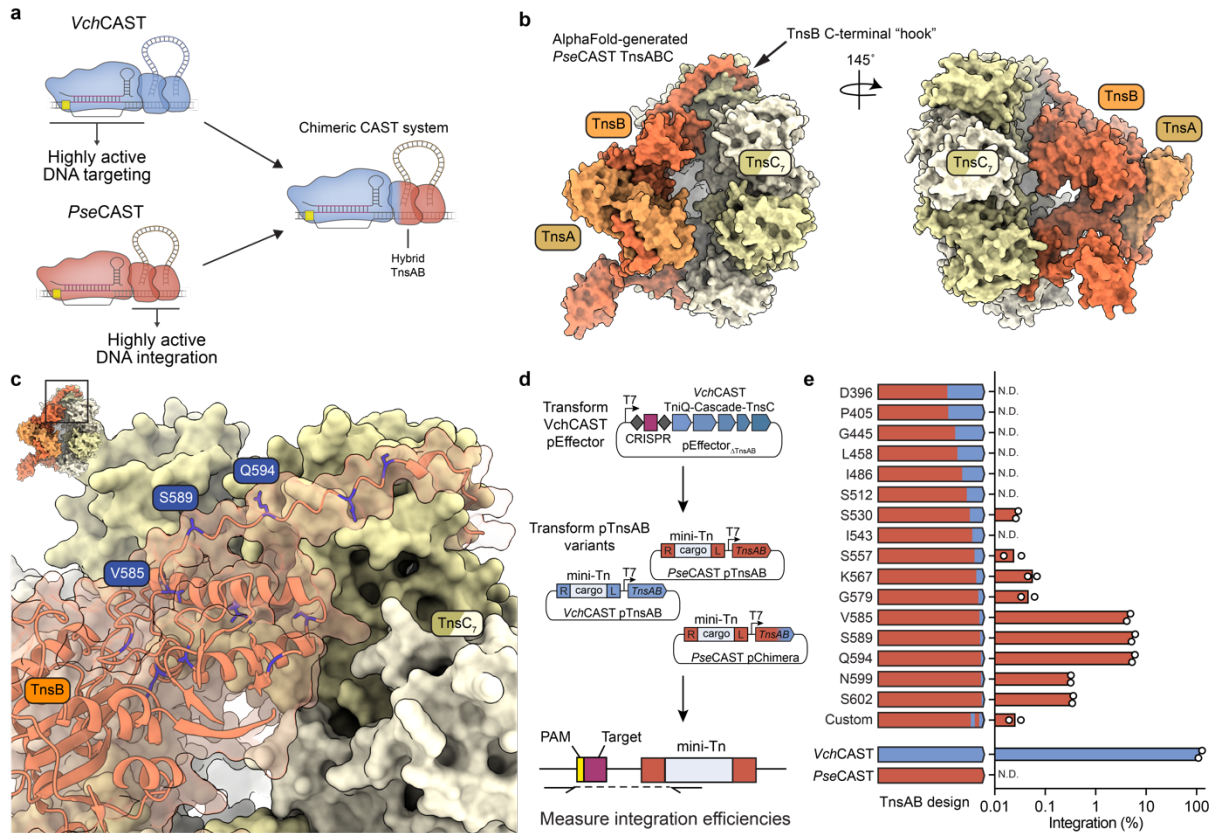 a
VchCAST
Highly active
DNA targeting
PseCAST
Highly active
DNA integration
Chimeric CAST system
Hybrid
TnsAB
b
AlphaFold-generated
PseCAST TnsABC
TnsB C-terminal “hook”
145°
TnsB
TnsA
TnsC7
TnsC7
TnsB
TnsA
c
Q594
S589
V585
TnsC7
TnsB
d
Transform
VchCAST
pEffector
VchCAST
TniQ-Cascade-TnsC
T7
CRISPR
pEffectorΔTnsAB
Transform pTnsAB
variants
mini-Tn
T7
R cargo L TnsAB
PseCAST pTnsAB
mini-Tn
T7
R cargo L TnsAB
VchCAST pTnsAB
mini-Tn
T7
R cargo L TnsAB
PseCAST pChimera
PAM
Target
mini-Tn
Measure integration efficiencies
e
D396 N.D.
P405 N.D.
G445 N.D.
L458 N.D.
I486 N.D.
S512 N.D.
S530
I543 N.D.
S557
K567
G579
V585
S589
Q594
N599
S602
Custom
VchCAST
PseCAST N.D.
0.01 0.1 1 10 100
TnsAB design
Integration (%)